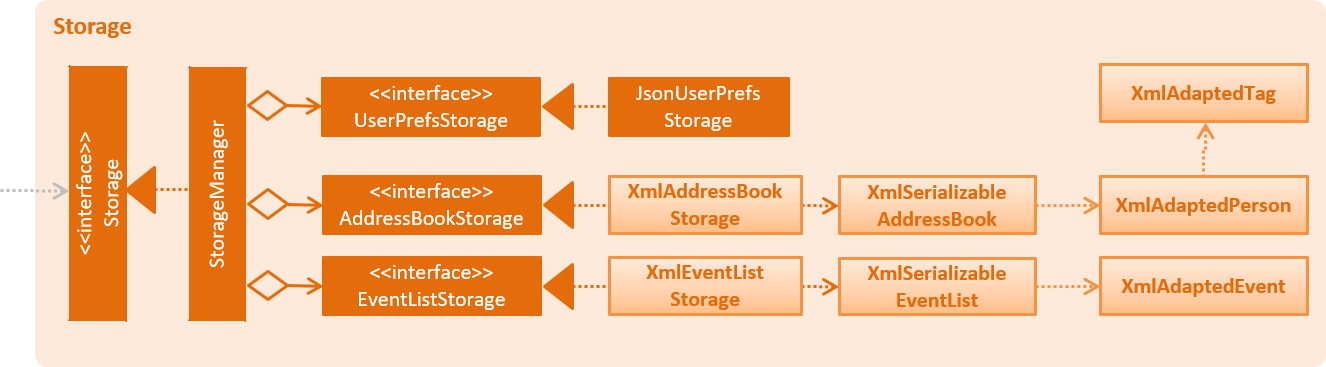 Storage
<<interface>>
Storage
StorageManager
<<interface>>
UserPrefsStorage
JsonUserPrefs
Storage
XmlAdaptedTag
<<interface>>
AddressBookStorage
XmlAddressBook
Storage
XmlSerializable
AddressBook
XmlAdaptedPerson
<<interface>>
EventListStorage
XmlEventList
Storage
XmlSerializable
EventList
XmlAdaptedEvent